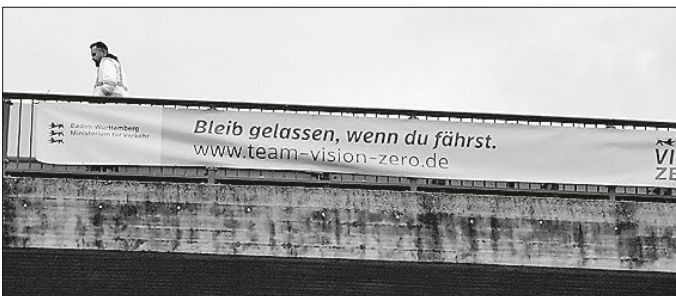 Baden-Württemberg
Ministerium für Verkehr
Bleib gelassen, wenn du fährst.
www.team-vision-zero.de
VI
ZE